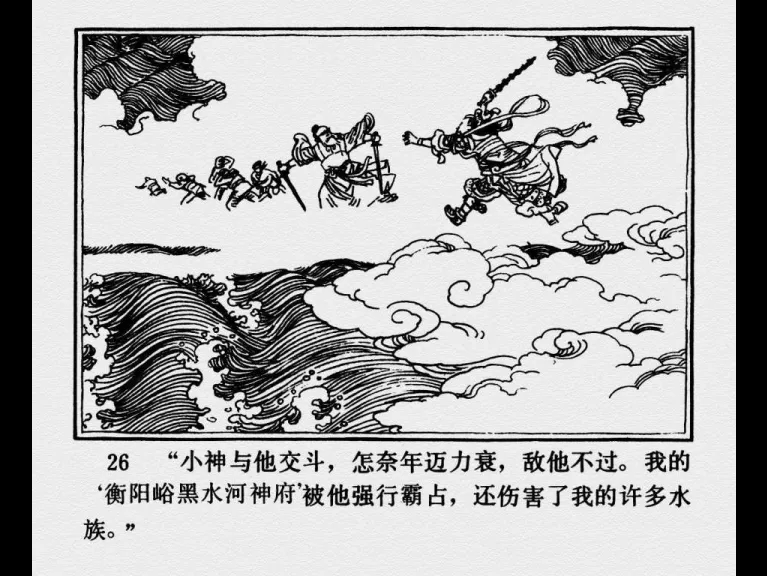 26 “小神与他交斗，怎奈年迈力衰，敌他不过。我的
‘衡阳峪黑水河神府’被他强行霸占，还伤害了我的许多水
族。”